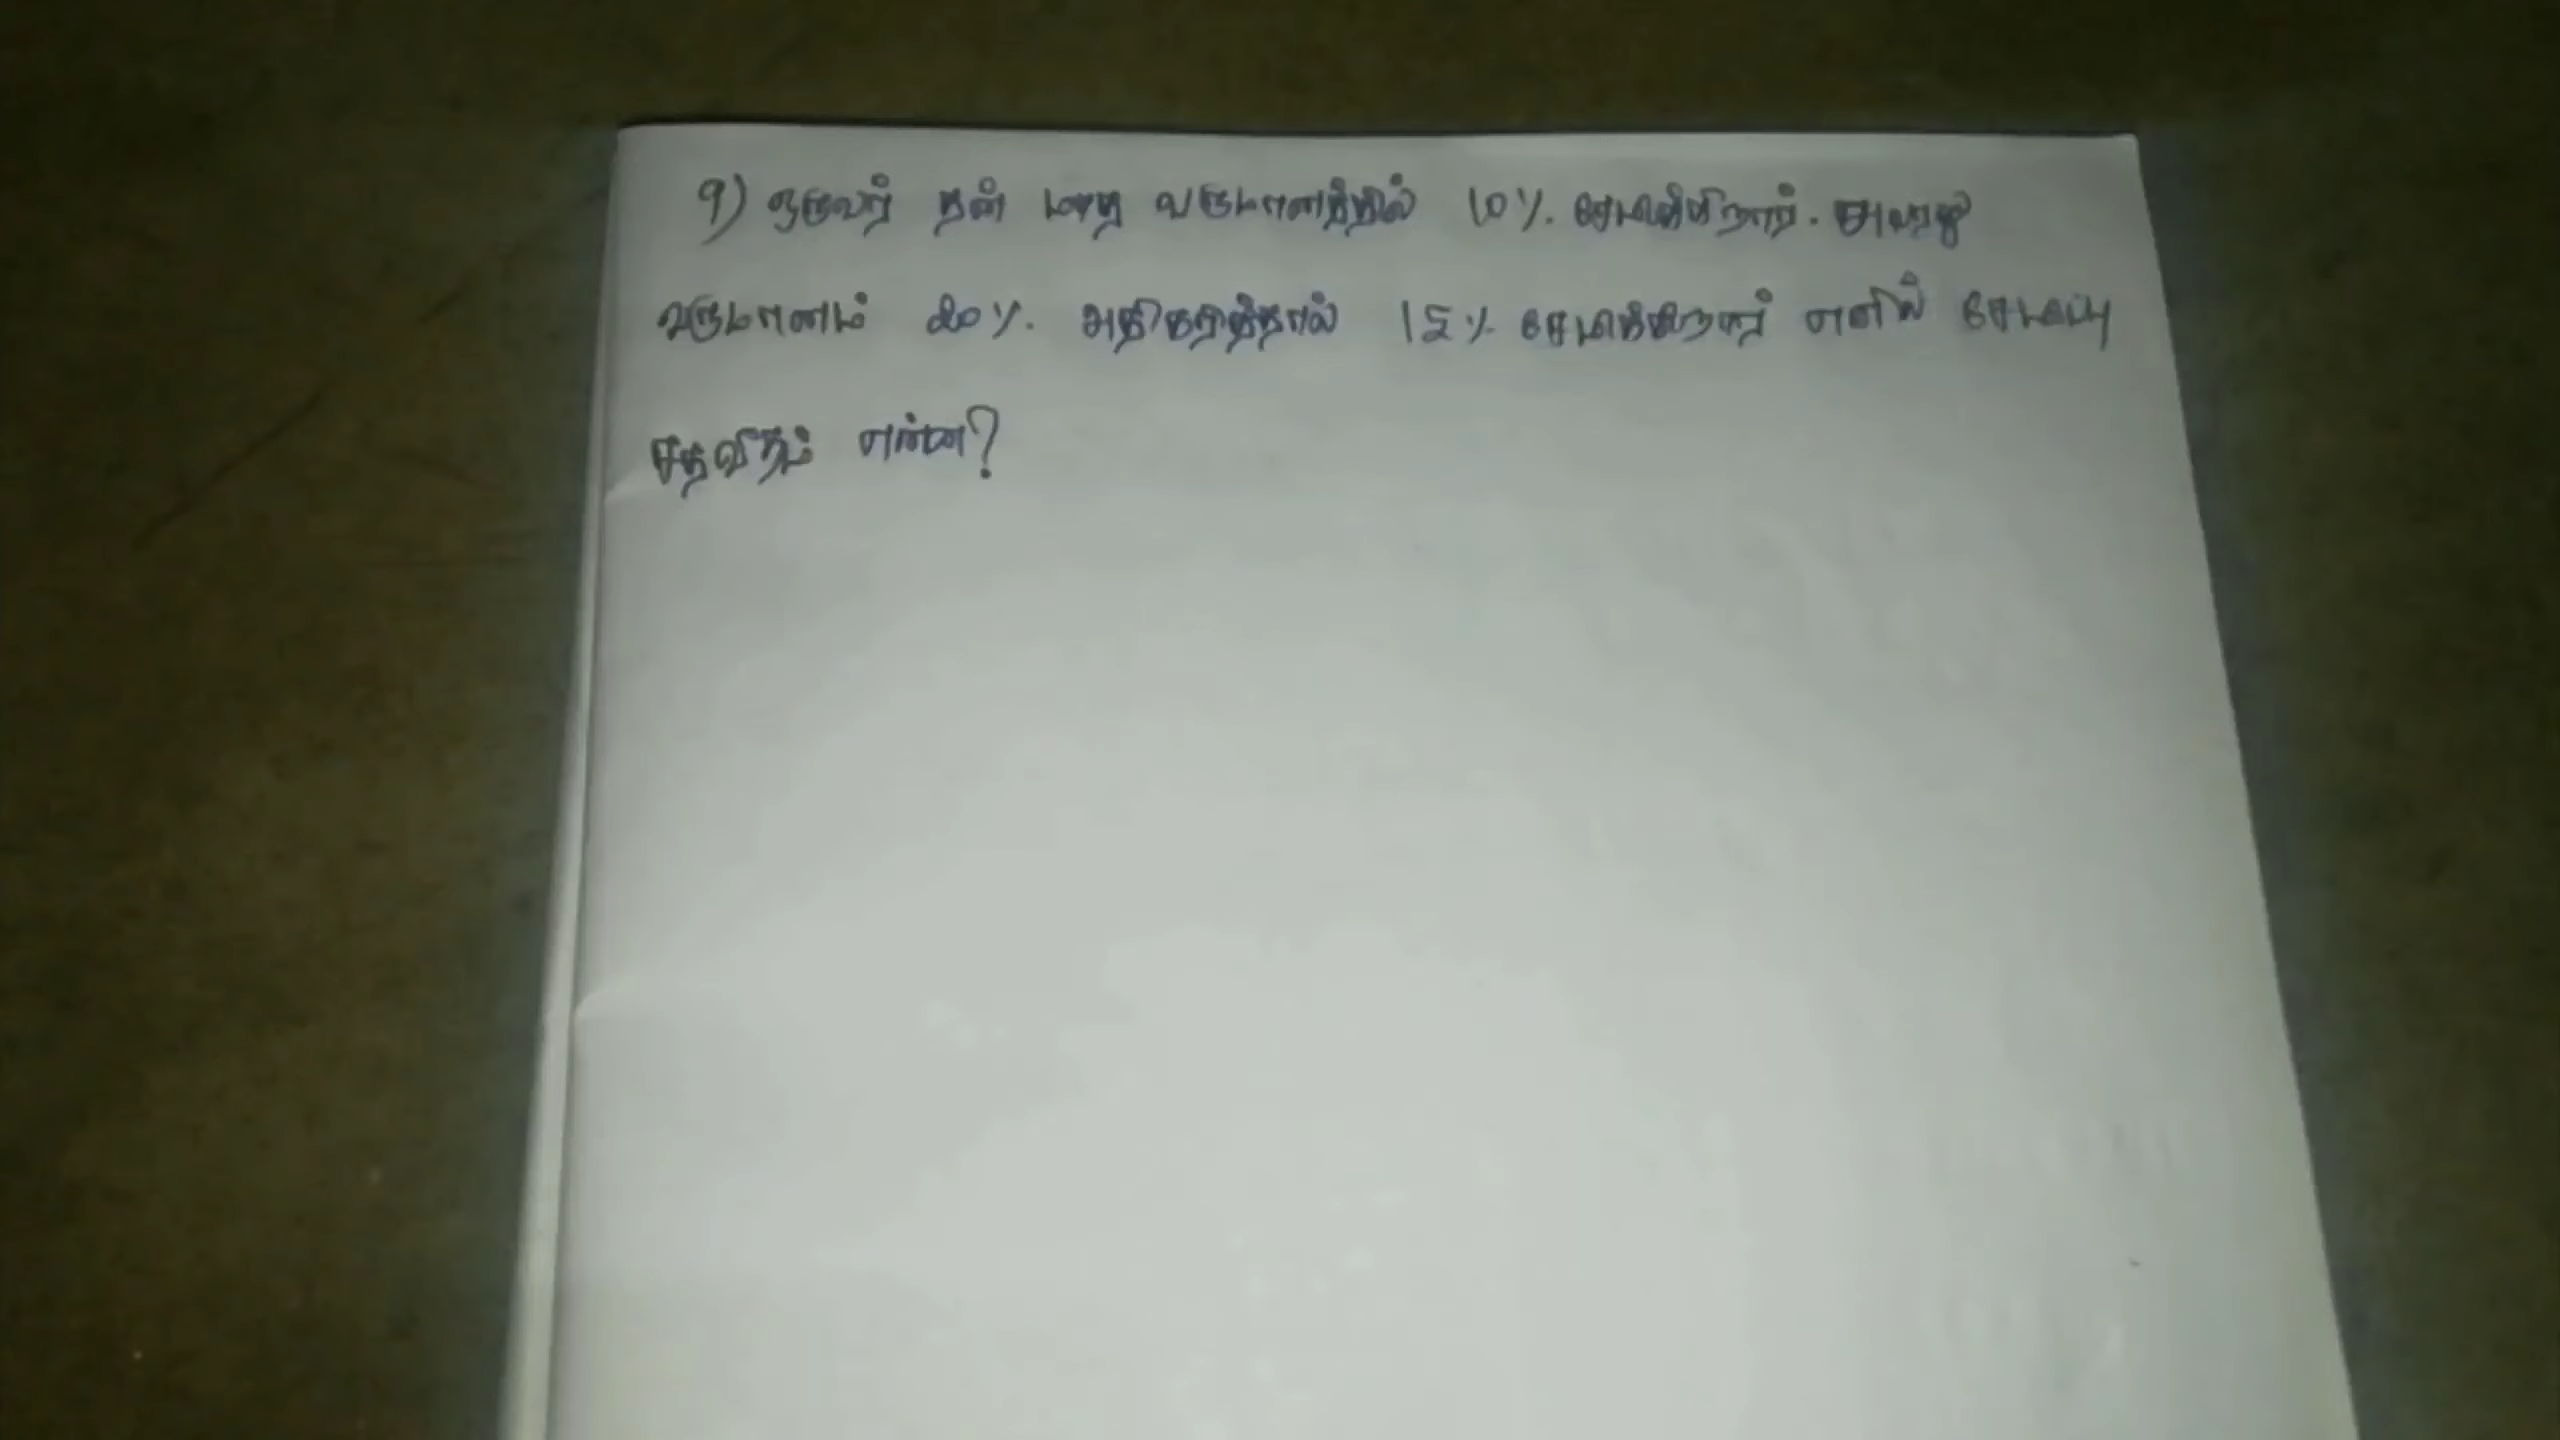 9) ஒருவர் தன் மாத வருமானத்தில் 10%. சேமிக்கிறார். அவரது
வருமானம் 20%. அதிகரித்தால் 15% சேமிக்கிறார் எனில் சேமிப்பு
சதவீதம் என்ன?